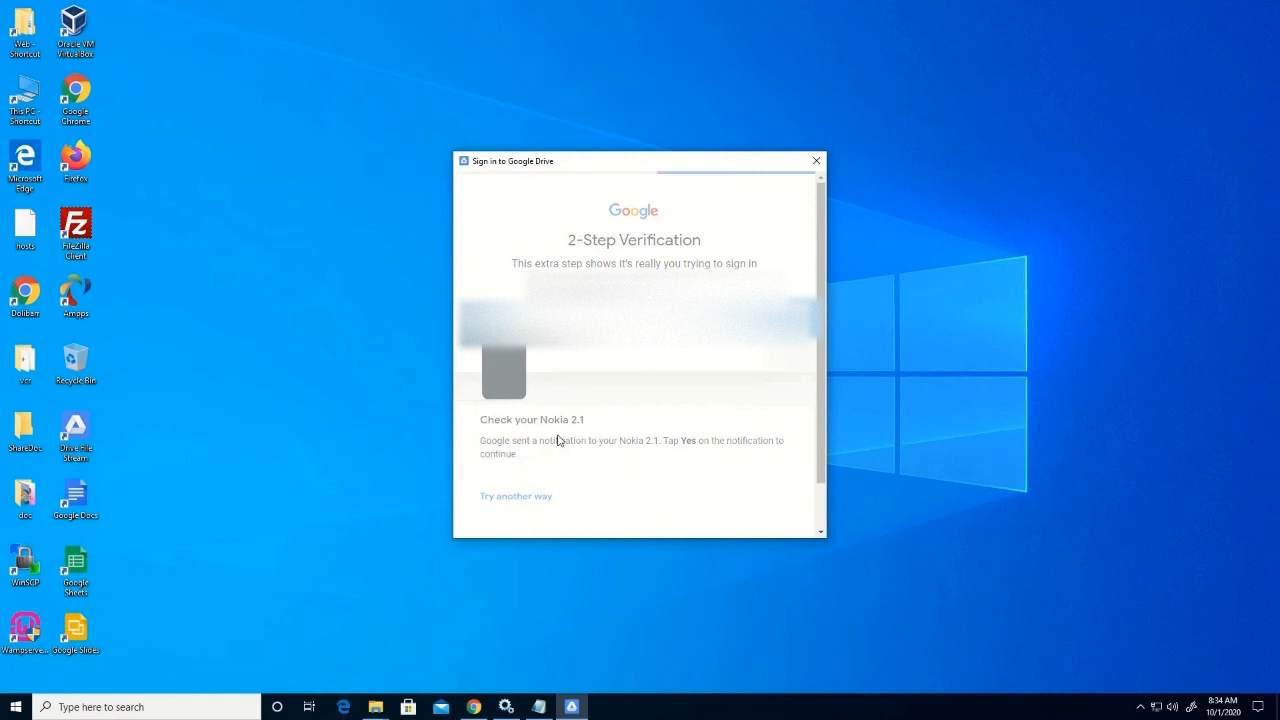 Web -
Shortcut
Oracle VM
VirtualBox
This PC -
Shortcut
Google
Chrome
Microsoft
Edge
Firefox
hosts
FileZilla
Client
Dolibarr
Ampps
ver
Recycle Bin
ShareDoc
Drive File
Stream
doc
Google Docs
WinSCP
Google
Sheets
Wampserve...
Google Slides
Sign in to Google Drive
Google
2-Step Verification
This extra step shows it's really you trying to sign in
Check your Nokia 2.1
Google sent a notification to your Nokia 2.1. Tap Yes on the notification to
continue.
Try another way
Type here to search
8:34 AM
10/1/2020